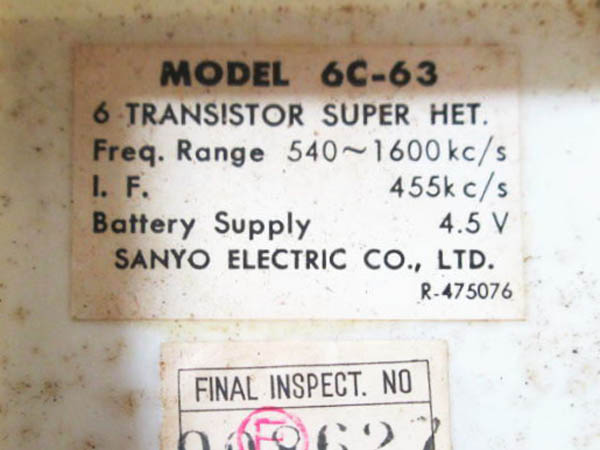 MODEL 6C-63
6 TRANSISTOR SUPER HET.
Freq. Range 540~1600kc/s
I. F. 455kc/s
Battery Supply 4.5 V
SANYO ELECTRIC CO., LTD.
R-475076
FINAL INSPECT. NO